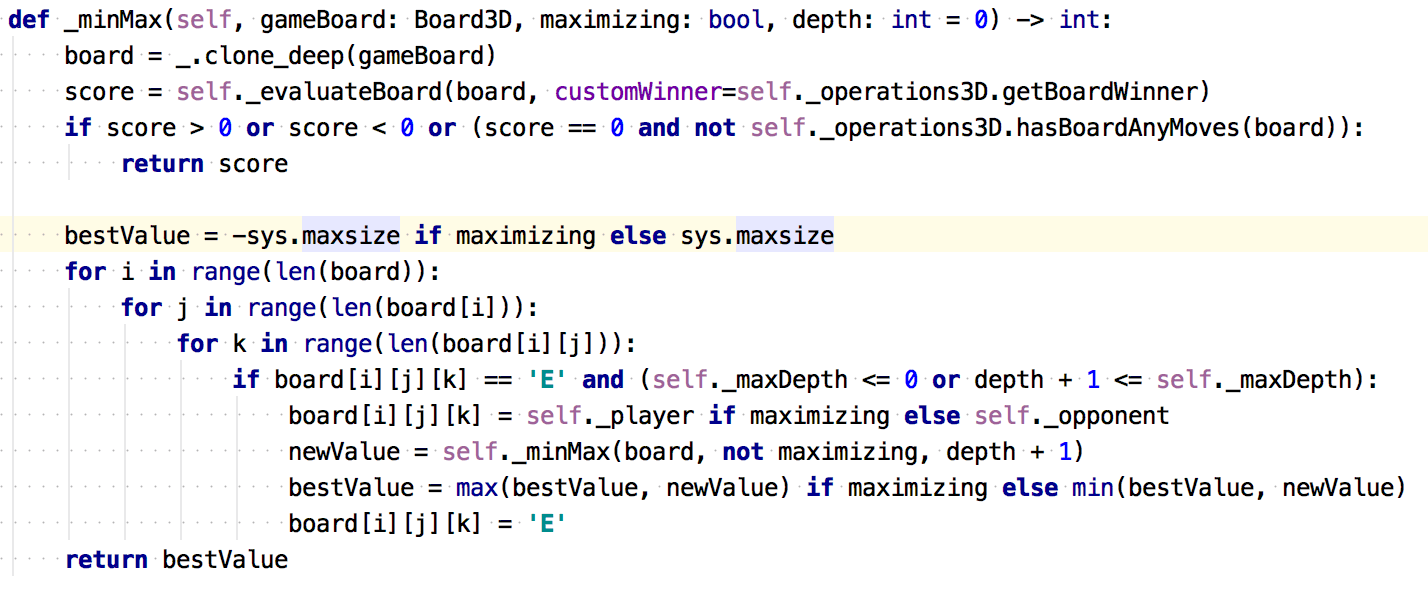 def _minMax(self, gameBoard: Board3D, maximizing: bool, depth: int = 0) -> int:
    board = _.clone_deep(gameBoard)
    score = self._evaluateBoard(board, customWinner=self._operations3D.getBoardWinner)
    if score > 0 or score < 0 or (score == 0 and not self._operations3D.hasBoardAnyMoves(board)):
        return score

    bestValue = -sys.maxsize if maximizing else sys.maxsize
    for i in range(len(board)):
        for j in range(len(board[i])):
            for k in range(len(board[i][j])):
                if board[i][j][k] == 'E' and (self._maxDepth <= 0 or depth + 1 <= self._maxDepth):
                    board[i][j][k] = self._player if maximizing else self._opponent
                    newValue = self._minMax(board, not maximizing, depth + 1)
                    bestValue = max(bestValue, newValue) if maximizing else min(bestValue, newValue)
                    board[i][j][k] = 'E'
    return bestValue